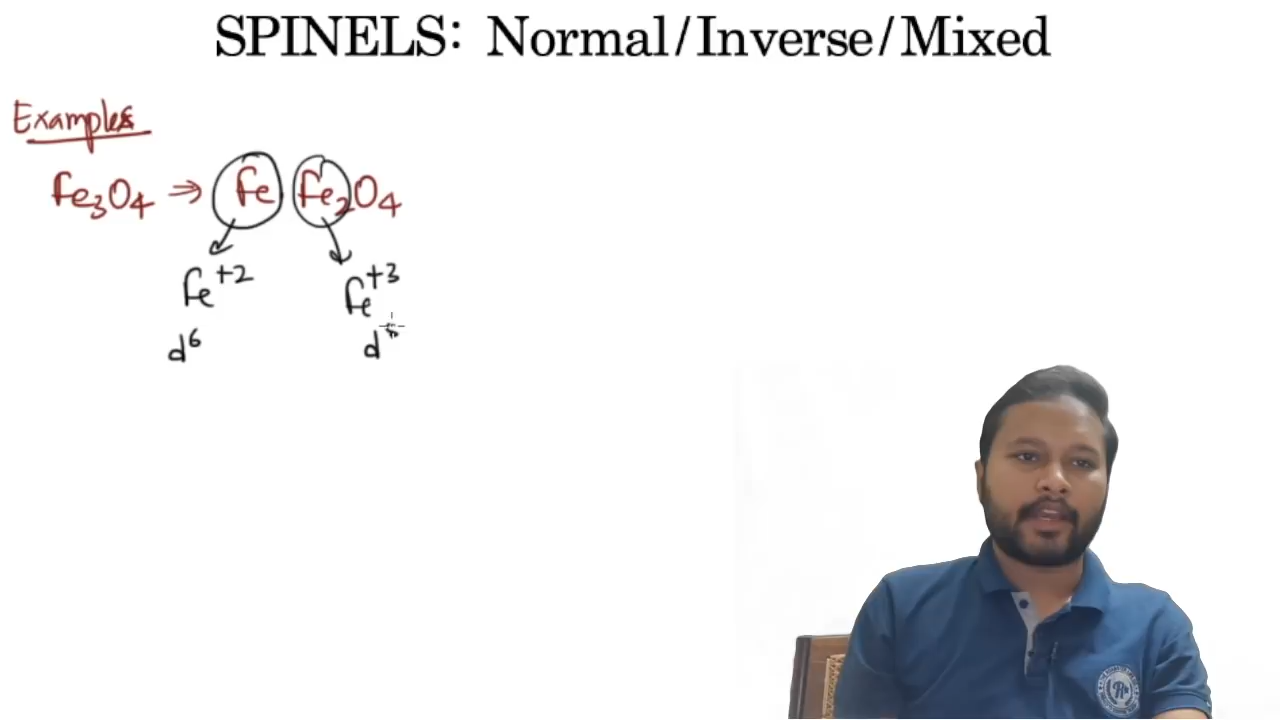 SPINELS: Normal/Inverse/Mixed
Examples
Fe₃O₄ ⇒ Fe Fe₂O₄
Fe⁺² Fe⁺³
d⁶ d